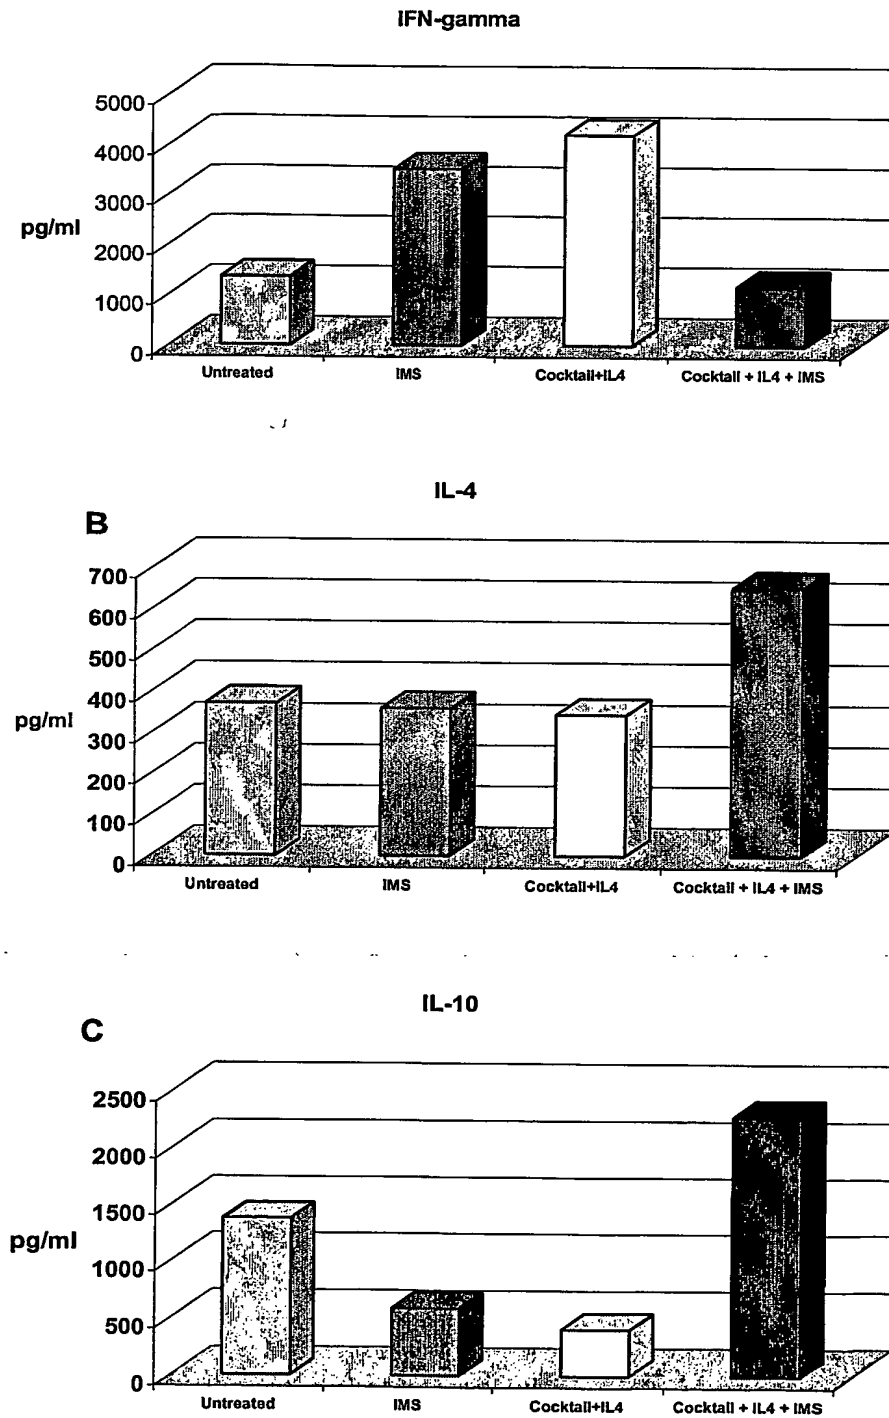 IFN-gamma
5000
4000
3000
2000
1000
0
pg/ml
Untreated IMS Cocktail+IL4 Cocktail + IL4 + IMS
IL-4
B
700
600
500
400
300
200
100
0
pg/ml
Untreated IMS Cocktail+IL4 Cocktail + IL4 + IMS
IL-10
C
2500
2000
1500
1000
500
0
pg/ml
Untreated IMS Cocktail+IL4 Cocktail + IL4 + IMS